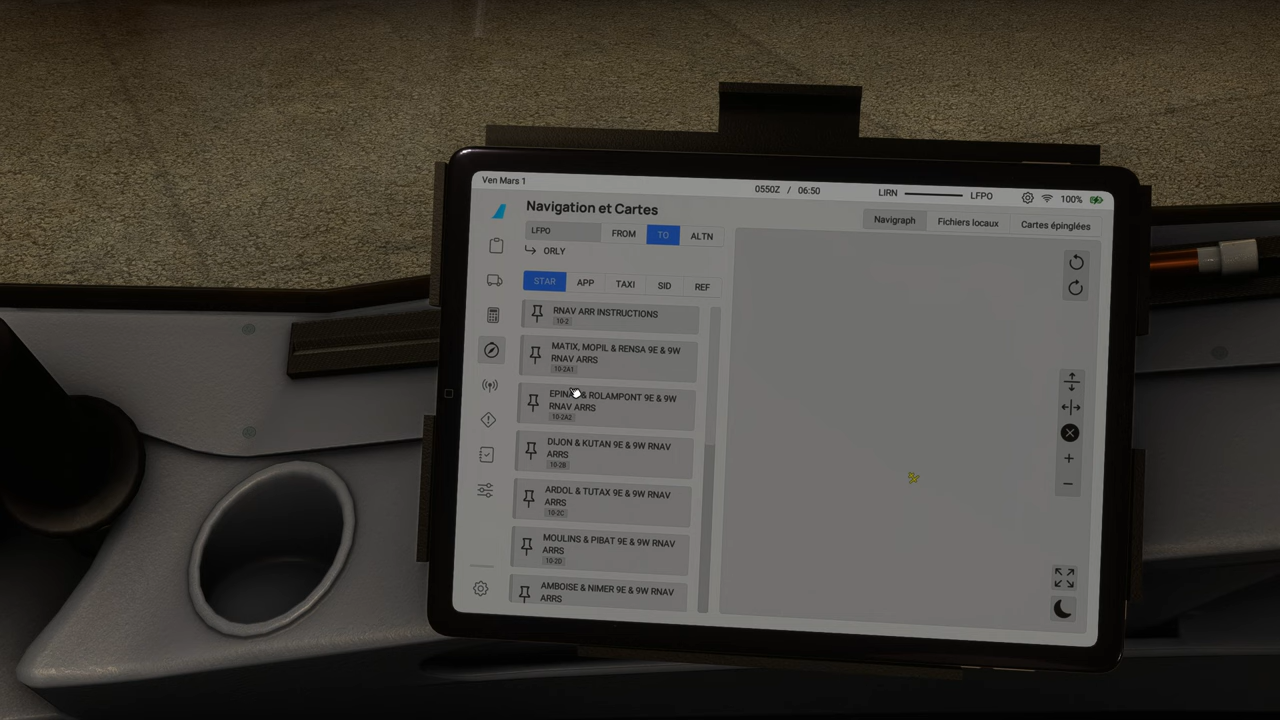 Ven Mars 1
0550Z / 06:50
LIRN
LFPO
100%
Navigation et Cartes
Navigraph
Fichiers locaux
Cartes épinglées
LFPO
FROM
TO
ALTN
ORLY
STAR
APP
TAXI
SID
REF
RNAV ARR INSTRUCTIONS
10-2
MATIX, MOPIL & RENSA 9E & 9W
RNAV ARRS
10-2A1
& ROLAMPONT 9E & 9W
RNAV ARRS
10-2A2
DIJON & KUTAN 9E & 9W RNAV
ARRS
10-2B
ARDOL & TUTAX 9E & 9W RNAV
ARRS
10-2C
MOULINS & PIBAT 9E & 9W RNAV
ARRS
10-2D
AMBOISE & NIMER 9E & 9W RNAV
ARRS